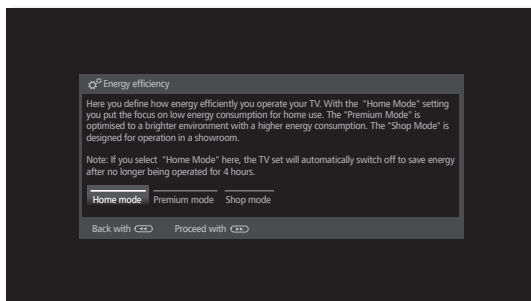 Energy efficiency
Here you define how energy efficiently you operate your TV. With the "Home Mode" setting
you put the focus on low energy consumption for home use. The "Premium Mode" is
optimised to a brighter environment with a higher energy consumption. The "Shop Mode" is
designed for operation in a showroom.
Note: If you select "Home Mode" here, the TV set will automatically switch off to save energy
after no longer being operated for 4 hours.
Home mode Premium mode Shop mode
Back with Proceed with